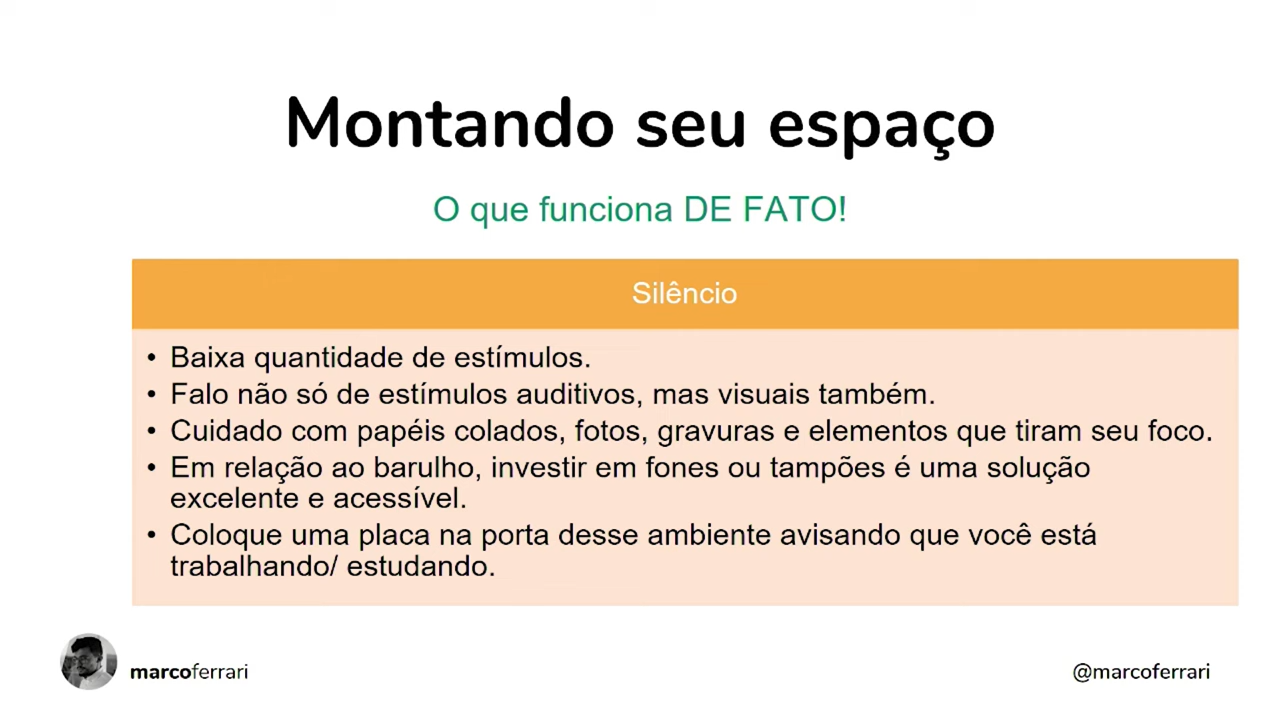 Montando seu espaço
O que funciona DE FATO!
Silêncio
• Baixa quantidade de estímulos.
• Falo não só de estímulos auditivos, mas visuais também.
• Cuidado com papéis colados, fotos, gravuras e elementos que tiram seu foco.
• Em relação ao barulho, investir em fones ou tampões é uma solução
excelente e acessível.
• Coloque uma placa na porta desse ambiente avisando que você está
trabalhando/ estudando.
marcoferrari
@marcoferrari